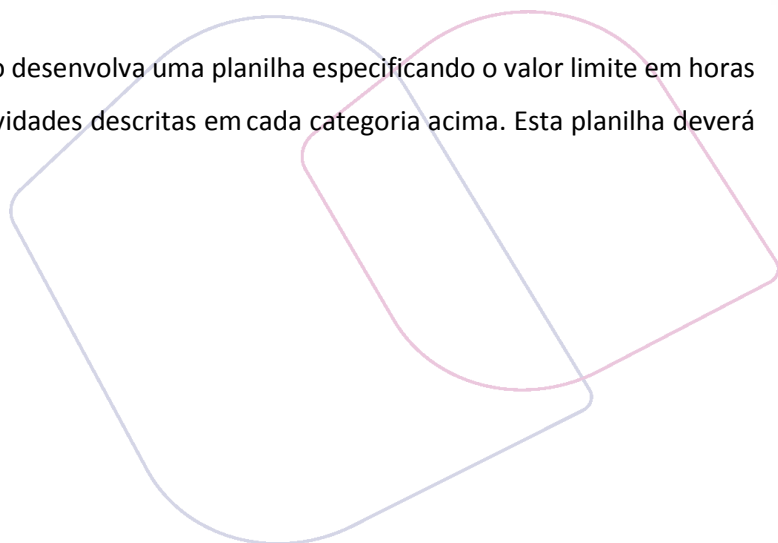 o desenvolva uma planilha especificando o valor limite em horas
vidades descritas em cada categoria acima. Esta planilha deverá